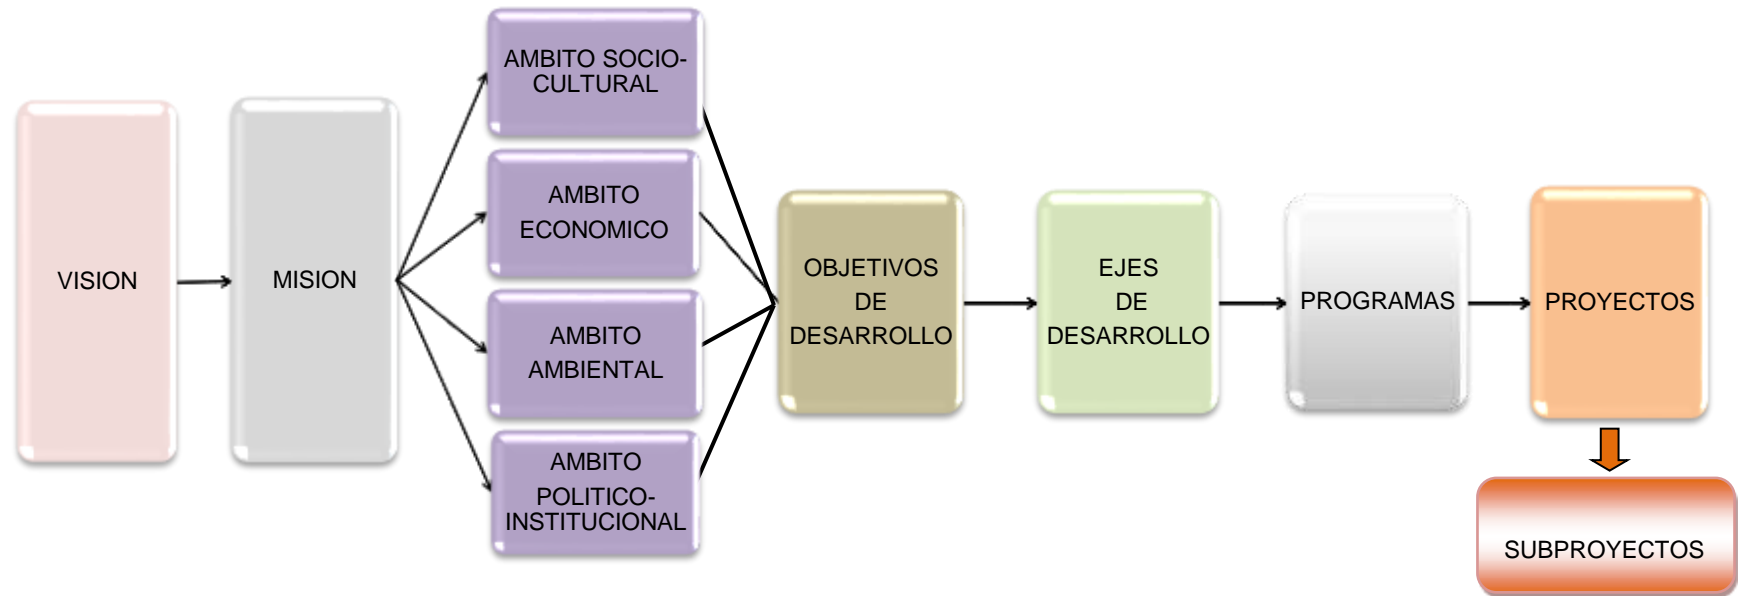 VISION
MISION
AMBITO SOCIO-
CULTURAL
AMBITO
ECONOMICO
AMBITO
AMBIENTAL
AMBITO
POLITICO-
INSTITUCIONAL
OBJETIVOS
DE
DESARROLLO
EJES
DE
DESARROLLO
PROGRAMAS
PROYECTOS
SUBPROYECTOS